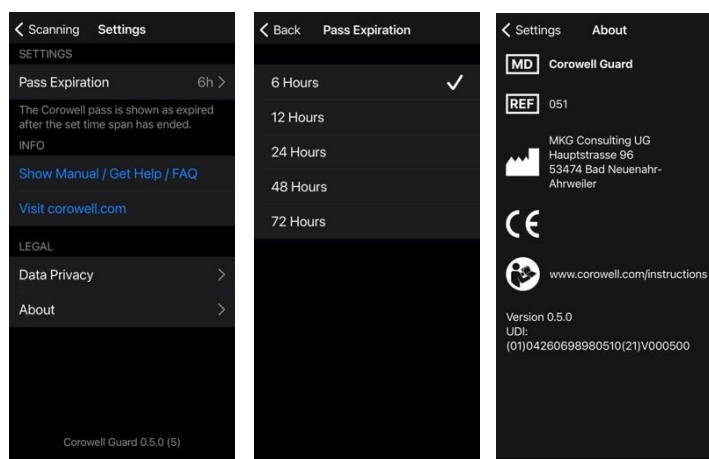 Scanning Settings
SETTINGS
Pass Expiration 6h
The Corowell pass is shown as expired
after the set time span has ended.
INFO
Show Manual / Get Help / FAQ
Visit corowell.com
LEGAL
Data Privacy
About
Corowell Guard 0.5.0 (5)
Back Pass Expiration
6 Hours
12 Hours
24 Hours
48 Hours
72 Hours
Settings About
MD Corowell Guard
REF 051
MKG Consulting UG
Hauptstrasse 96
53474 Bad Neuenahr-
Ahrweiler
CE
www.corowell.com/instructions
Version 0.5.0
UDI:
(01)04260698980510(21)V000500